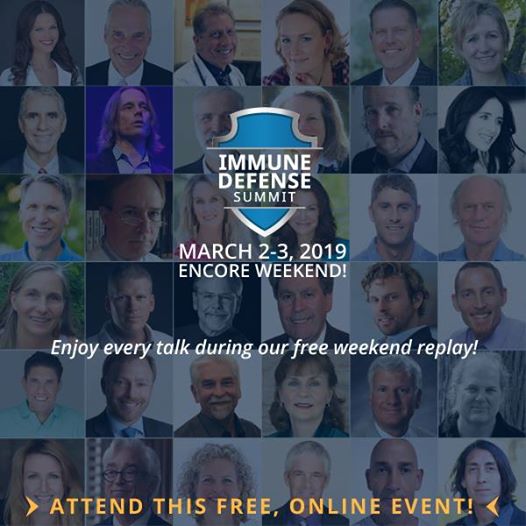 IMMUNE
DEFENSE
SUMMIT
MARCH 2-3, 2019
ENCORE WEEKEND!
Enjoy every talk during our free weekend replay!
ATTEND THIS FREE, ONLINE EVENT!